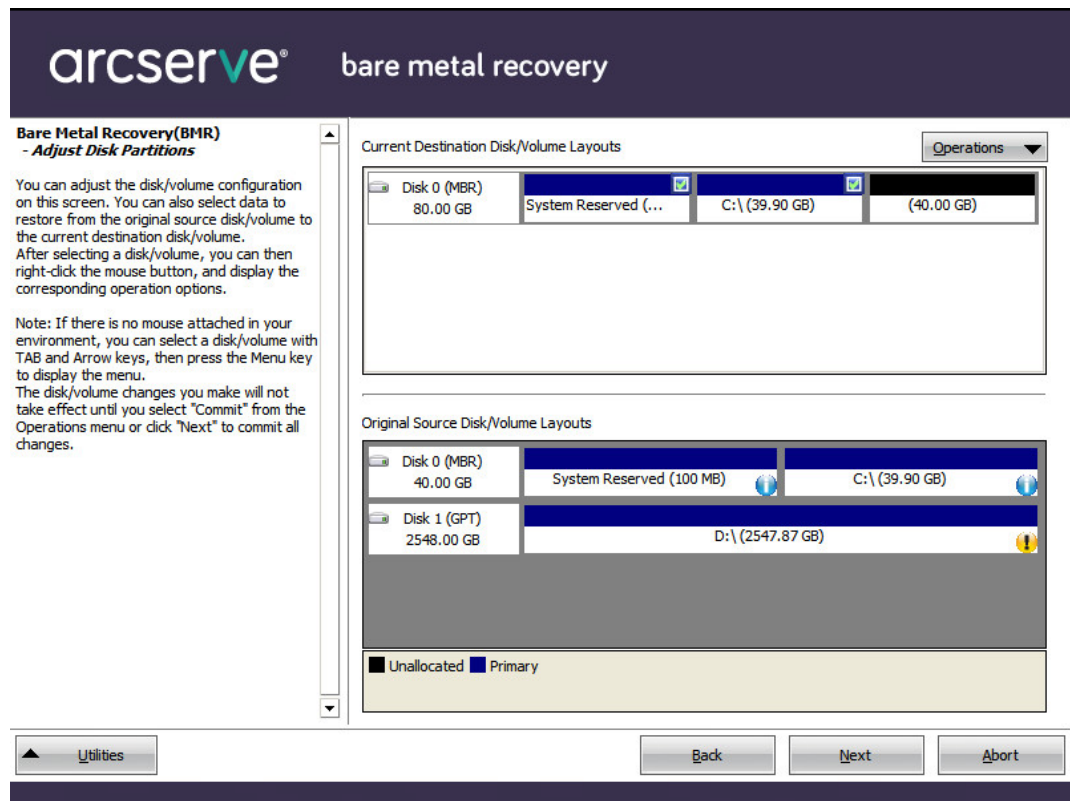 arcserve® bare metal recovery
Bare Metal Recovery(BMR)
- Adjust Disk Partitions
You can adjust the disk/volume configuration
on this screen. You can also select data to
restore from the original source disk/volume to
the current destination disk/volume.
After selecting a disk/volume, you can then
right-click the mouse button, and display the
corresponding operation options.
Note: If there is no mouse attached in your
environment, you can select a disk/volume with
TAB and Arrow keys, then press the Menu key
to display the menu.
The disk/volume changes you make will not
take effect until you select "Commit" from the
Operations menu or click "Next" to commit all
changes.
Current Destination Disk/Volume Layouts
Operations
Disk 0 (MBR)
80.00 GB
System Reserved (...
C:\ (39.90 GB)
(40.00 GB)
Original Source Disk/Volume Layouts
Disk 0 (MBR)
40.00 GB
System Reserved (100 MB)
C:\ (39.90 GB)
Disk 1 (GPT)
2548.00 GB
D:\ (2547.87 GB)
Unallocated Primary
Utilities
Back
Next
Abort